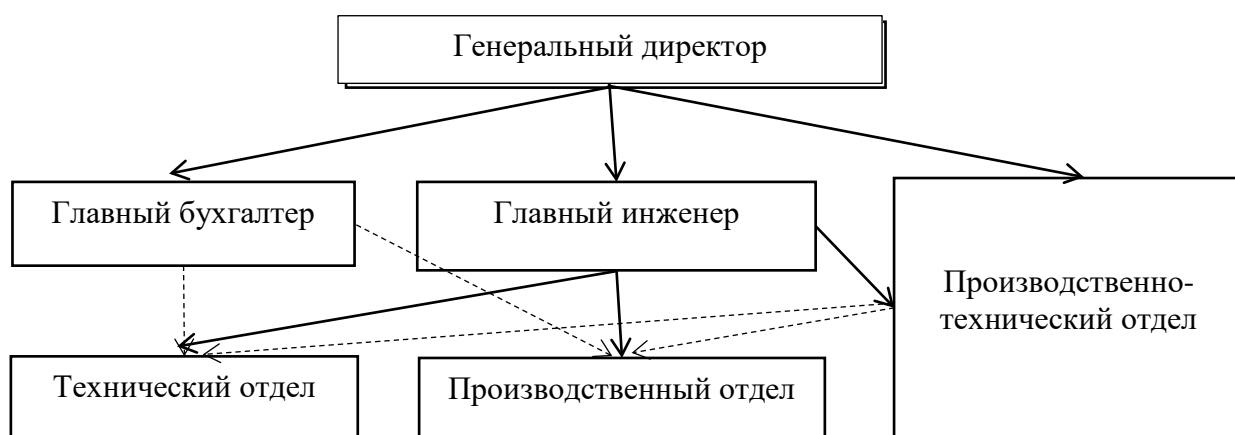 Генеральный директор
Главный бухгалтер
Главный инженер
Производственно-
технический отдел
Технический отдел
Производственный отдел